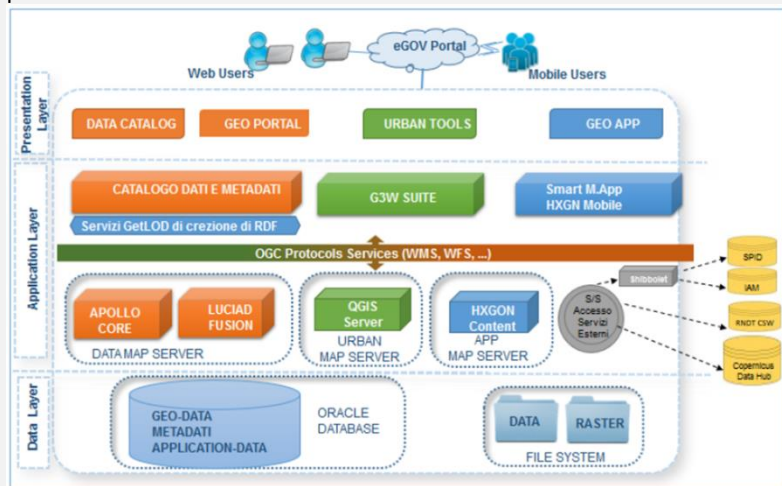 eGOV Portal
Web Users
Mobile Users
Presentation
Layer
DATA CATALOG
GEO PORTAL
URBAN TOOLS
GEO APP
Application Layer
CATALOGO DATI E METADATI
G3W SUITE
Smart M.App
HXGN Mobile
Servizi GetLOD di crezione di RDF
OGC Protocols Services (WMS, WFS, ...)
Shibbolet
SPID
IAM
RNDT CSW
Copernicus
Data Hub
S/S
Accesso
Servizi
Esterni
APOLLO
CORE
LUCIAD
FUSION
DATA MAP SERVER
QGIS
Server
URBAN
MAP SERVER
HXGON
Content
APP
MAP SERVER
Data Layer
GEO-DATA
METADATI
APPLICATION-DATA
ORACLE
DATABASE
DATA
RASTER
FILE SYSTEM